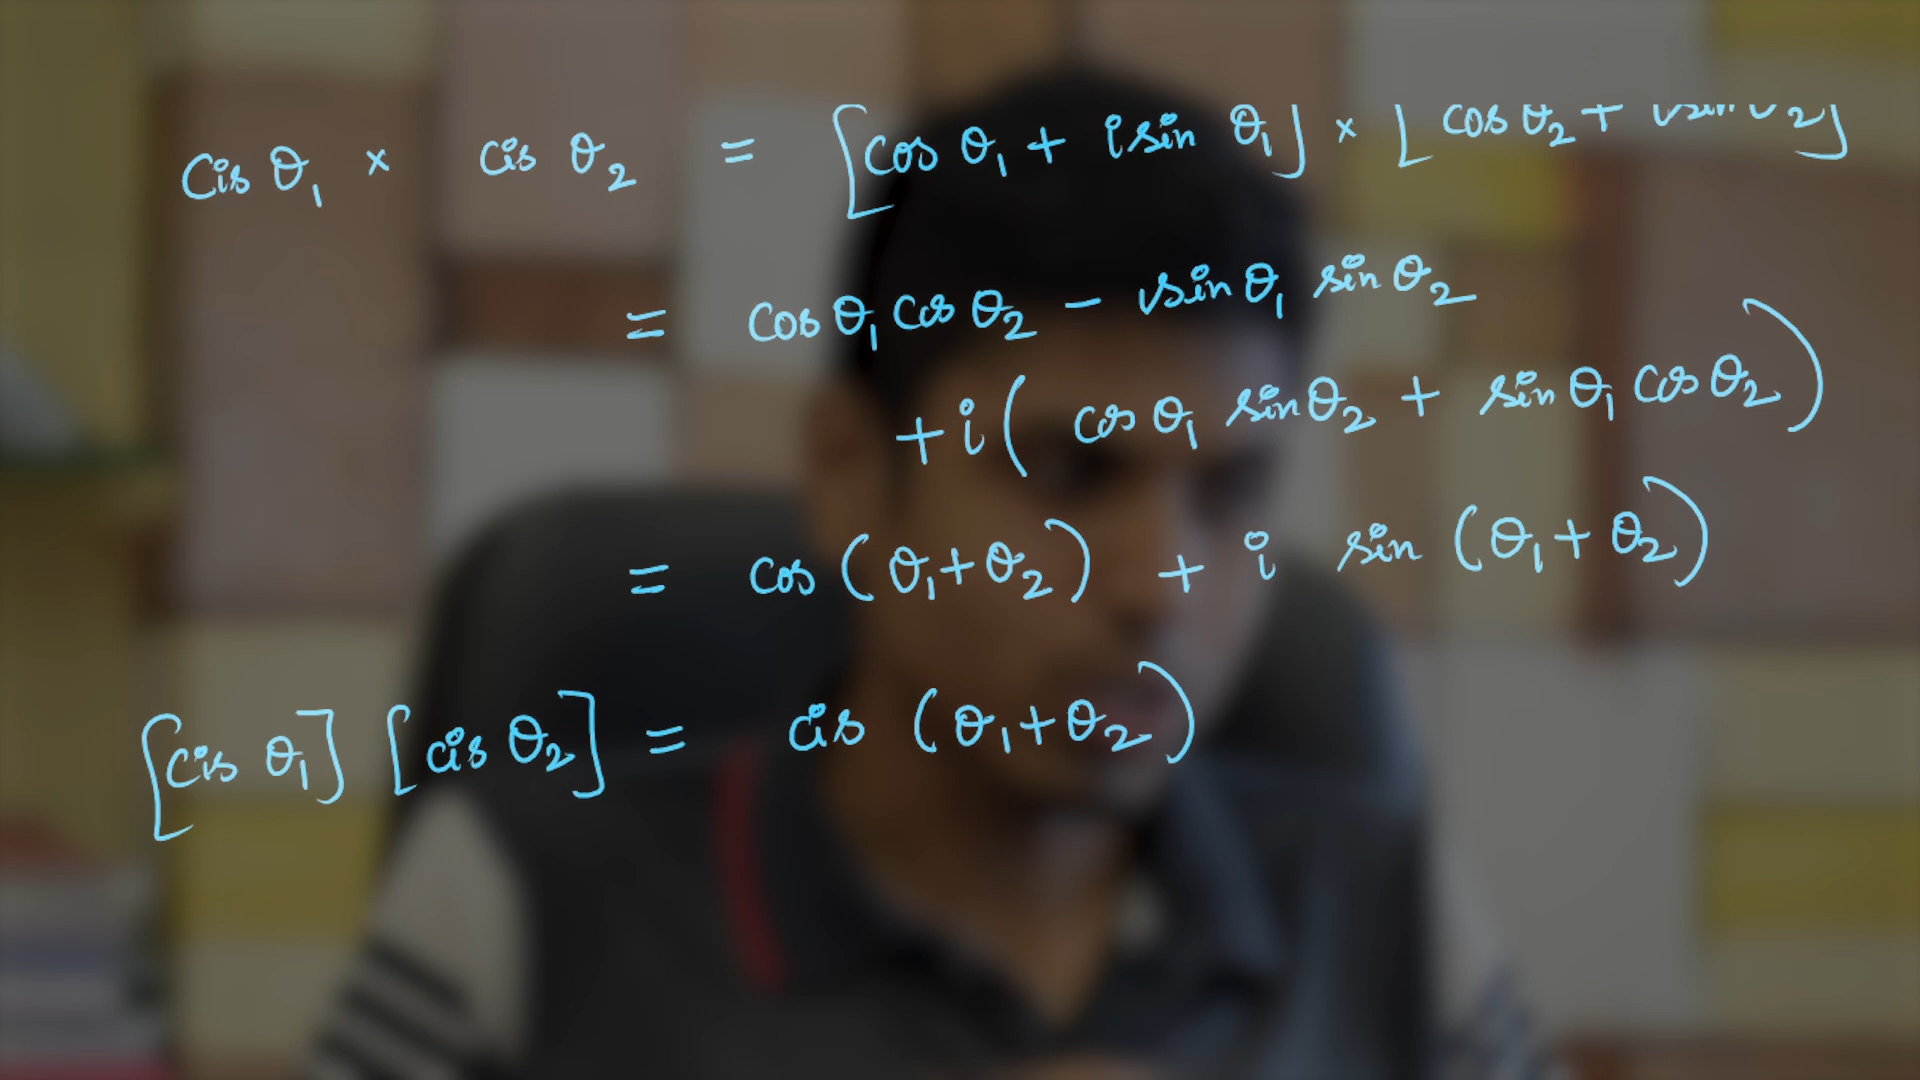 Cis θ₁ × cis θ₂ = [cos θ₁ + i sin θ₁] × [cos θ₂ +
= cos θ₁ cos θ₂ − sin θ₁ sin θ₂
+ i ( cos θ₁ sin θ₂ + sin θ₁ cos θ₂ )
= cos ( θ₁ + θ₂ ) + i sin ( θ₁ + θ₂ )
[cis θ₁] [cis θ₂] = cis ( θ₁ + θ₂ )